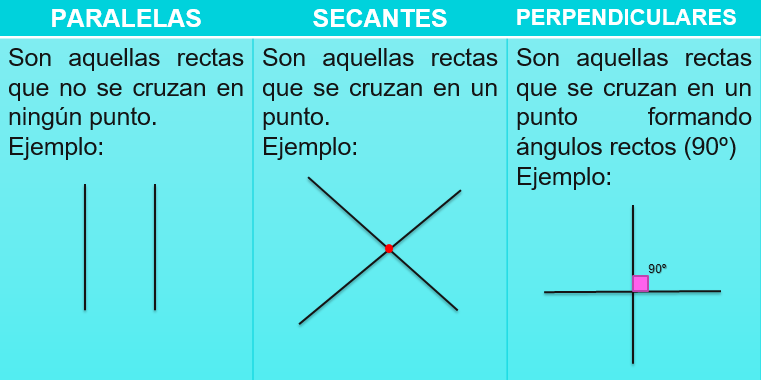 PARALELAS
SECANTES
PERPENDICULARES
Son aquellas rectas
que no se cruzan en
ningún punto.
Ejemplo:
Son aquellas rectas
que se cruzan en un
punto.
Ejemplo:
Son aquellas rectas
que se cruzan en un
punto formando
ángulos rectos (90º)
Ejemplo:
90º